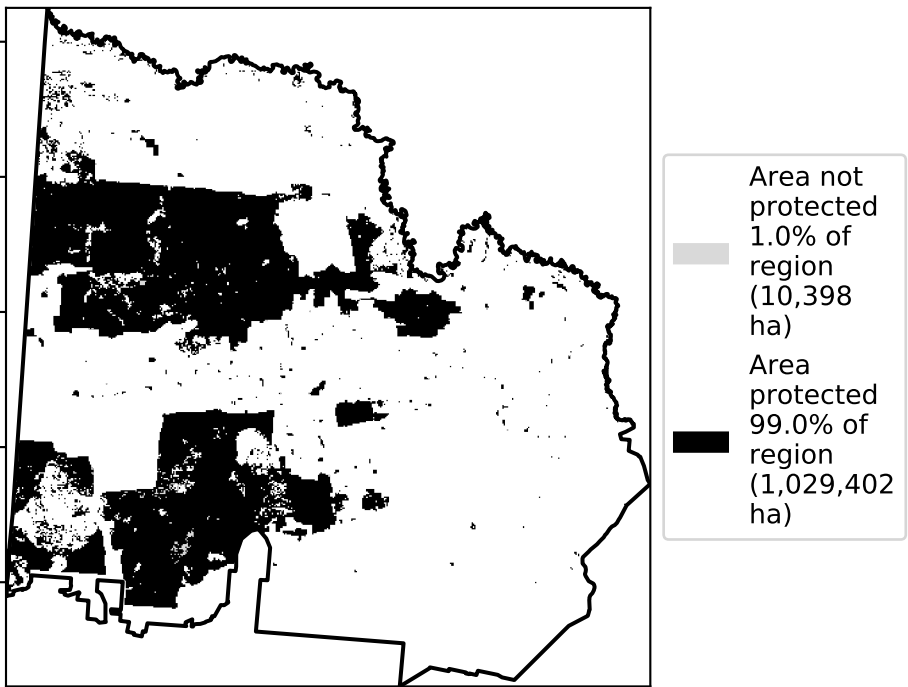 Area not
protected
1.0% of
region
(10,398
ha)
Area
protected
99.0% of
region
(1,029,402
ha)